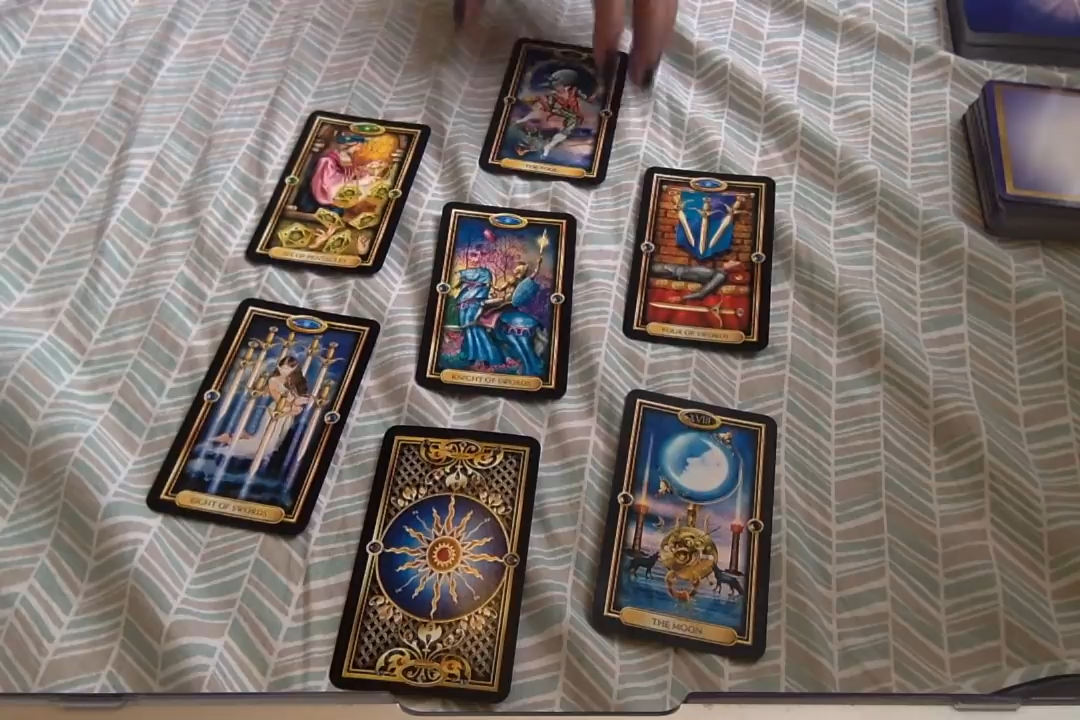 THE FOOL
SIX OF PENTACLES
FOUR OF SWORDS
KNIGHT OF SWORDS
EIGHT OF SWORDS
XVIII
THE MOON